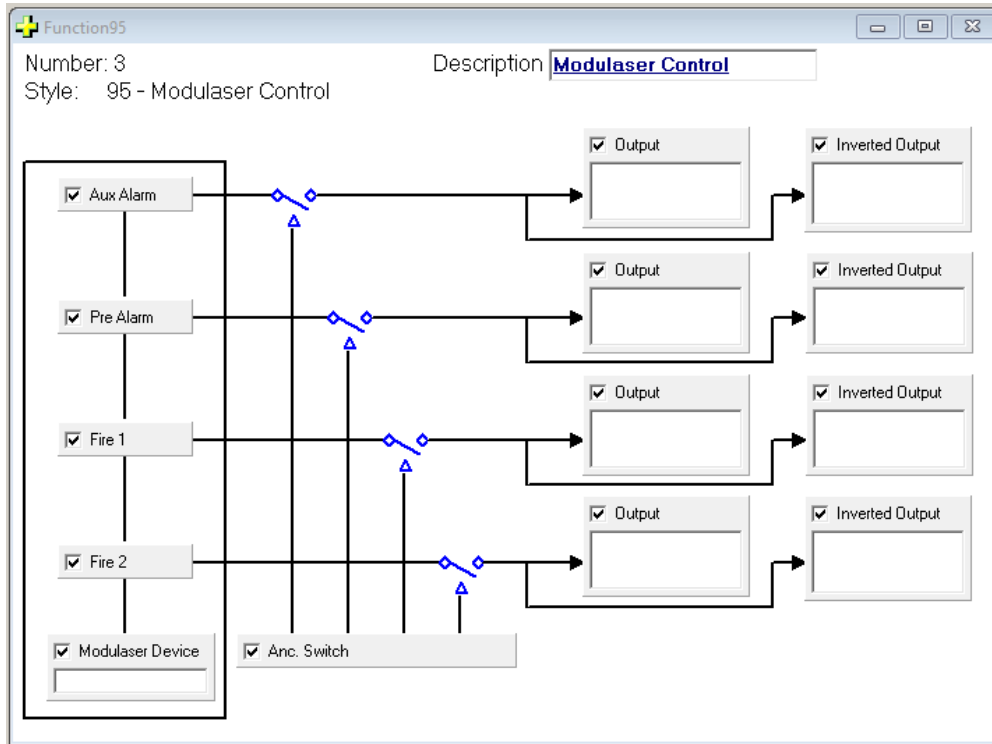 Function95
Number: 3
Description Modulaser Control
Style: 95 - Modulaser Control
Output
Inverted Output
Aux Alarm
Output
Inverted Output
Pre Alarm
Output
Inverted Output
Fire 1
Output
Inverted Output
Fire 2
Modulaser Device
Anc. Switch